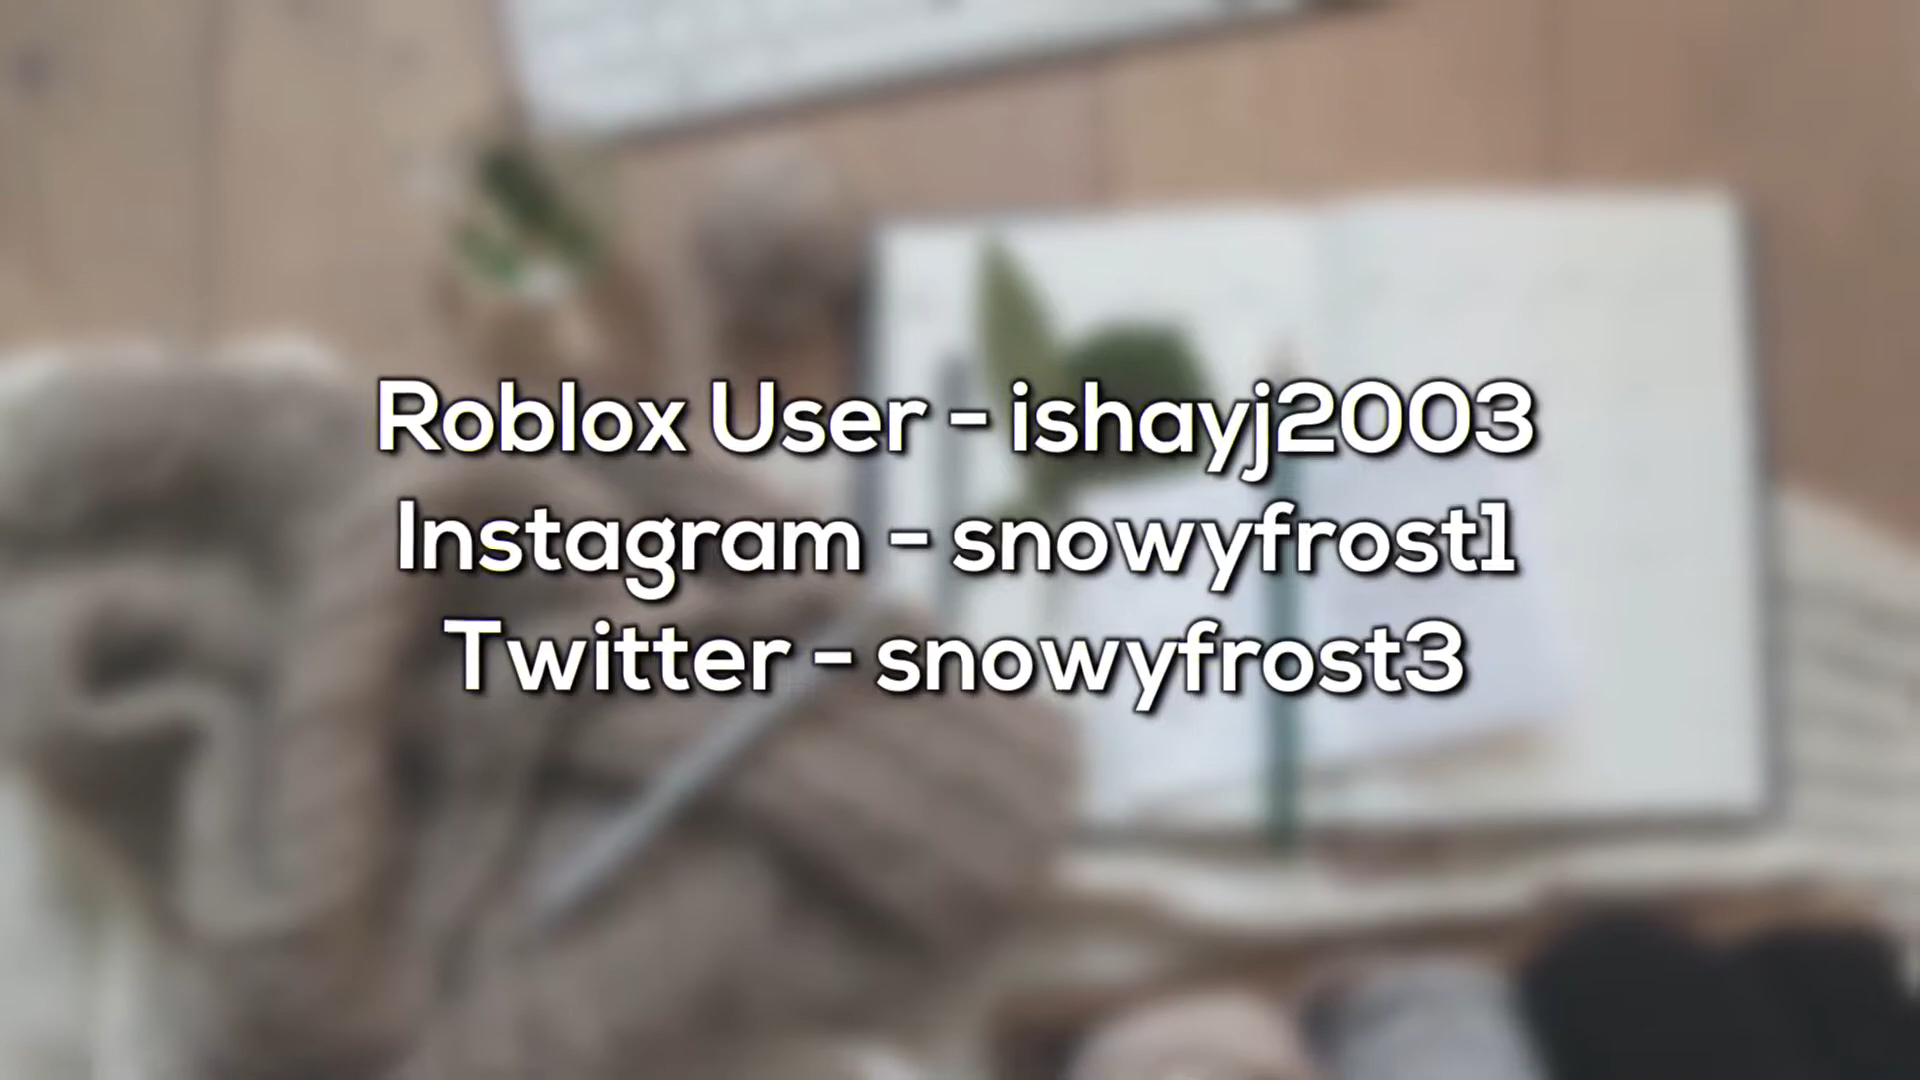 Roblox User - ishayj2003
Instagram - snowyfrost1
Twitter - snowyfrost3